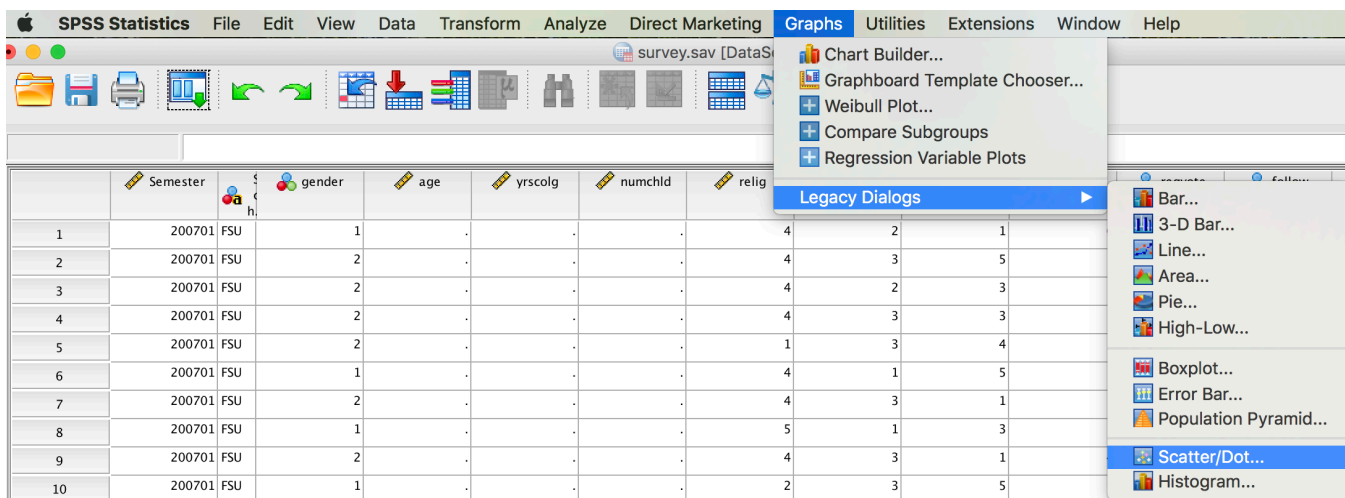 SPSS Statistics File Edit View Data Transform Analyze Direct Marketing Graphs Utilities Extensions Window Help
survey.sav
Chart Builder...
Graphboard Template Chooser...
Weibull Plot...
Compare Subgroups
Regression Variable Plots
Legacy Dialogs
Bar...
3-D Bar...
Line...
Area...
Pie...
High-Low...
Boxplot...
Error Bar...
Population Pyramid...
Scatter/Dot...
Histogram...
Semester gender age yrscolg numchld relig
1 200701 FSU 1 . . . 4 2 1
2 200701 FSU 2 . . . 4 3 5
3 200701 FSU 2 . . . 4 2 3
4 200701 FSU 2 . . . 4 3 3
5 200701 FSU 2 . . . 1 3 4
6 200701 FSU 1 . . . 4 1 5
7 200701 FSU 2 . . . 4 3 1
8 200701 FSU 1 . . . 5 1 3
9 200701 FSU 2 . . . 4 3 1
10 200701 FSU 1 . . . 2 3 5